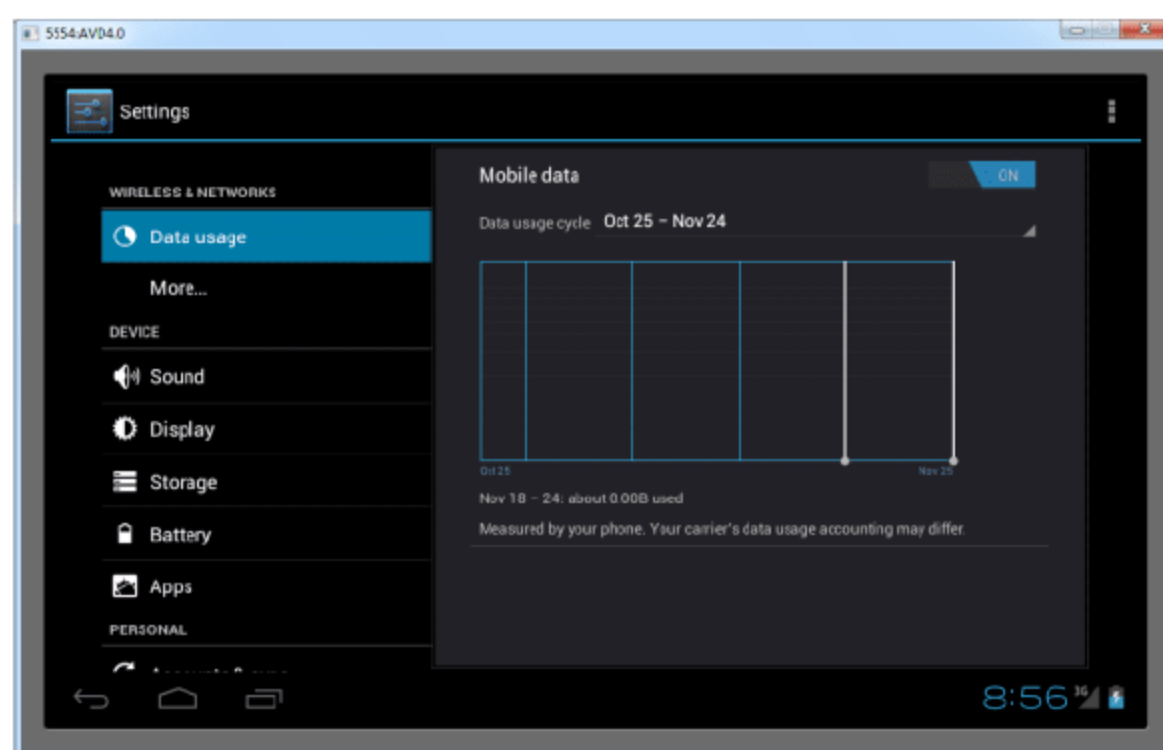 5554:AVD4.0
Settings
WIRELESS & NETWORKS
Data usage
More...
DEVICE
Sound
Display
Storage
Battery
Apps
PERSONAL
Mobile data
ON
Data usage cycle Oct 25 – Nov 24
Oct 25
Nov 25
Nov 18 – 24: about 0.00B used
Measured by your phone. Your carrier's data usage accounting may differ.
8:56
3G